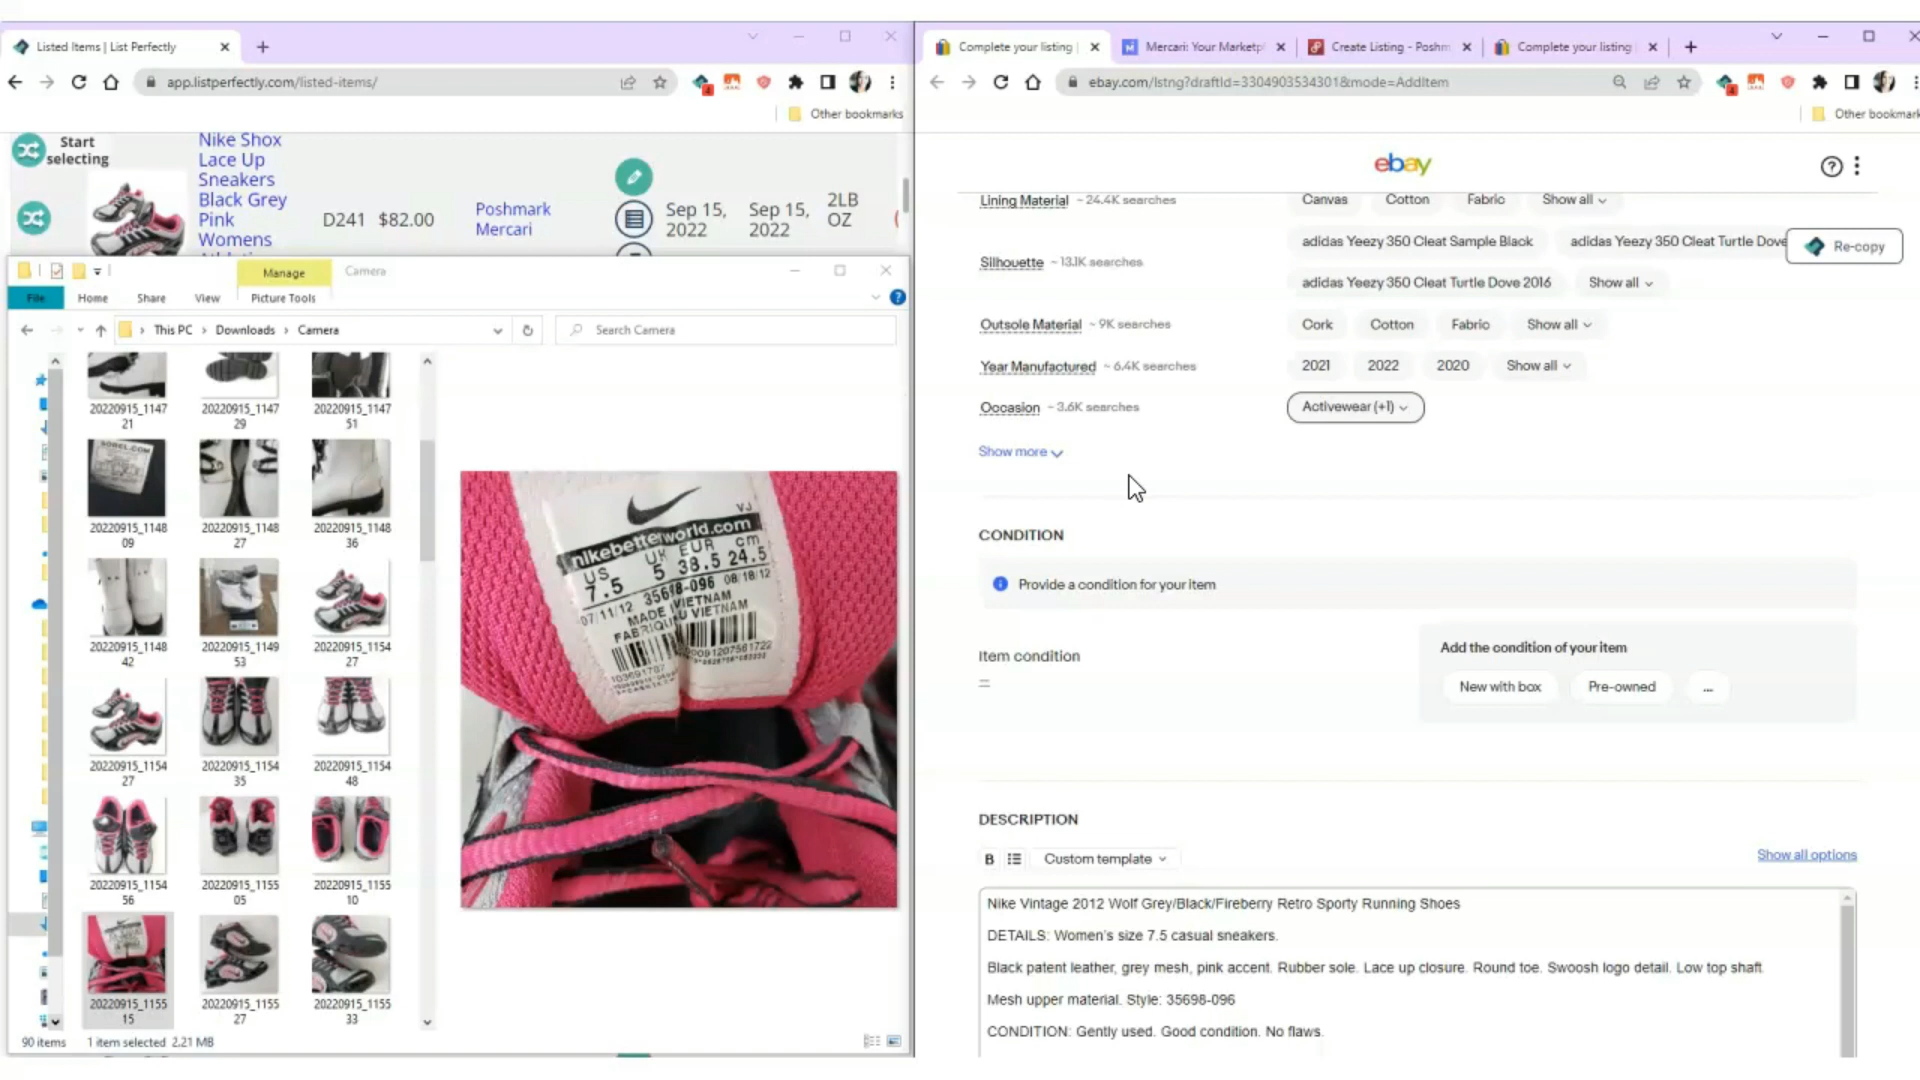 Listed Items | List Perfectly
app.listperfectly.com/listed-items/
Other bookmarks
Start
selecting
Nike Shox
Lace Up
Sneakers
Black Grey
Pink
Womens
D241
$82.00
Poshmark
Mercari
Sep 15,
2022
Sep 15,
2022
2LB
OZ
Manage
Camera
File
Home
Share
View
Picture Tools
This PC
Downloads
Camera
Search Camera
20220915_1147
21
20220915_1147
29
20220915_1147
51
20220915_1148
09
20220915_1148
27
20220915_1148
36
20220915_1148
42
20220915_1149
53
20220915_1154
27
20220915_1154
27
20220915_1154
35
20220915_1154
48
20220915_1154
56
20220915_1155
05
20220915_1155
10
20220915_1155
15
20220915_1155
27
20220915_1155
33
90 items
1 item selected 2.21 MB
VJ
nikebetterworld.com
US UK EUR cm
7.5 5 38.5 24.5
07/11/12 08/18/12
MADE VIETNAM
VIETNAM
Complete your listing |
Mercari: Your Marketpl
Create Listing - Poshm
Complete your listing
ebay.com/lstng?draftId=3304903534301&mode=AddItem
Other bookmark
ebay
Lining Material ~ 24.4K searches
Canvas
Cotton
Fabric
Show all
adidas Yeezy 350 Cleat Sample Black
adidas Yeezy 350 Cleat Turtle Dove
Re-copy
Silhouette ~ 13.1K searches
adidas Yeezy 350 Cleat Turtle Dove 2016
Show all
Outsole Material ~ 9K searches
Cork
Cotton
Fabric
Show all
Year Manufactured ~ 6.4K searches
2021
2022
2020
Show all
Occasion ~ 3.6K searches
Activewear (+1)
Show more
CONDITION
Provide a condition for your item
Item condition
Add the condition of your item
New with box
Pre-owned
...
DESCRIPTION
B
Custom template
Show all options
Nike Vintage 2012 Wolf Grey/Black/Fireberry Retro Sporty Running Shoes
DETAILS: Women's size 7.5 casual sneakers.
Black patent leather, grey mesh, pink accent. Rubber sole. Lace up closure. Round toe. Swoosh logo detail. Low top shaft.
Mesh upper material. Style: 35698-096
CONDITION: Gently used. Good condition. No flaws.